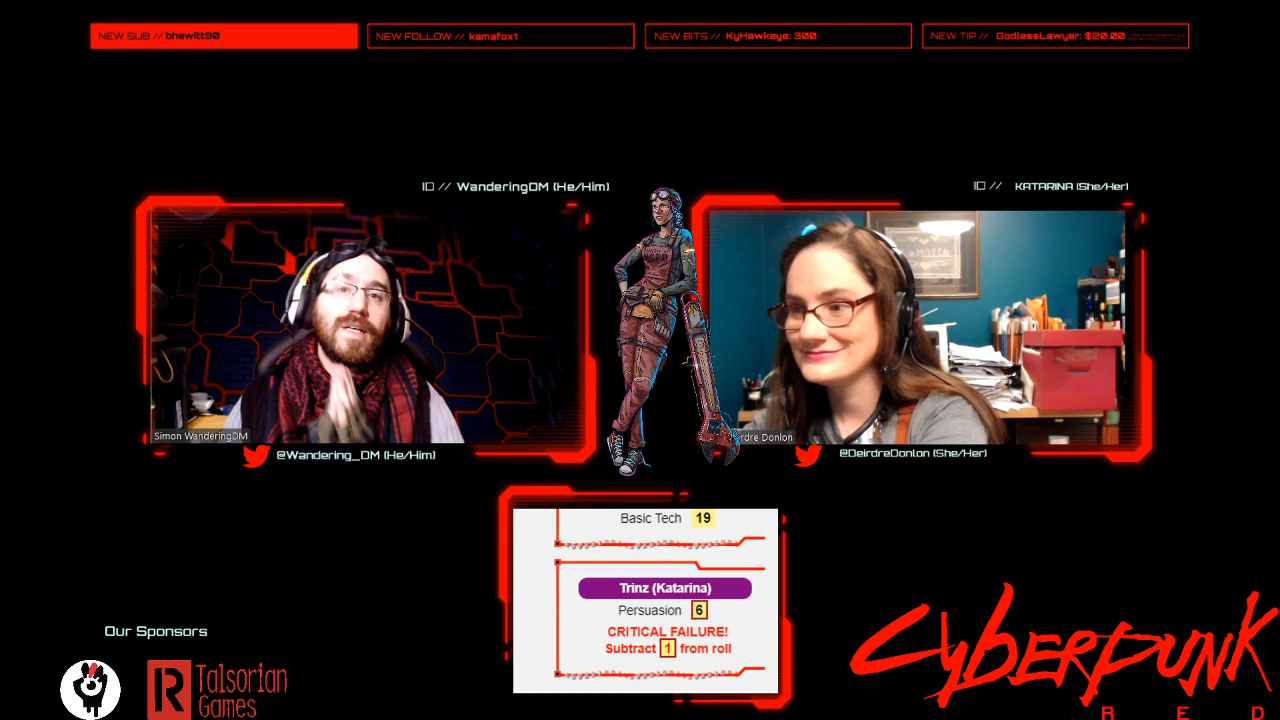 NEW SUB // bhewitt90
NEW FOLLOW // kamafox1
NEW BITS // KyHawkeye: 300
NEW TIP // GodlessLawyer: $20.00
ID // WanderingDM (He/Him)
ID // KATARINA (She/Her)
Simon WanderingDM
rdre Donlon
@Wandering_DM (He/Him)
@DeirdreDonlon (She/Her)
Basic Tech 19
Trinz (Katarina)
Persuasion 6
CRITICAL FAILURE!
Subtract 1 from roll
Our Sponsors
R Talsorian
Games
Cyberpunk
RED